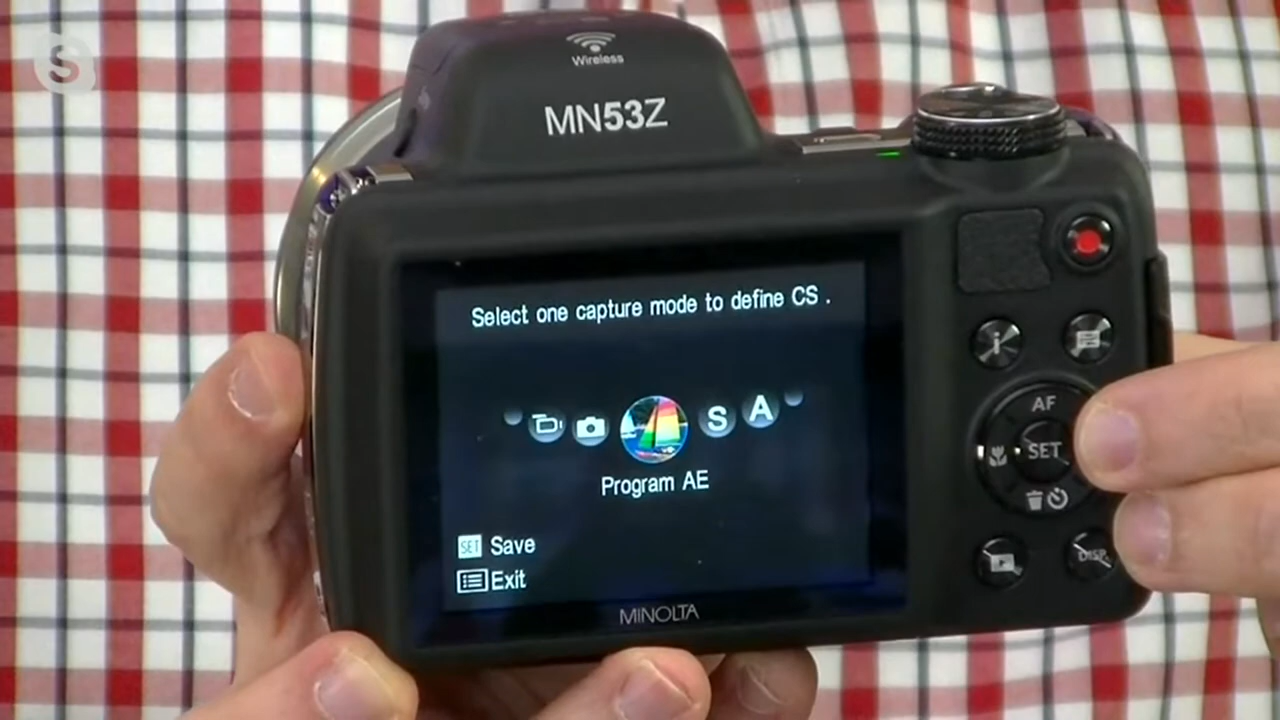 S
Wireless
MN53Z
Select one capture mode to define CS .
S A
Program AE
SET Save
Exit
MINOLTA
i
AF
SET
DISP